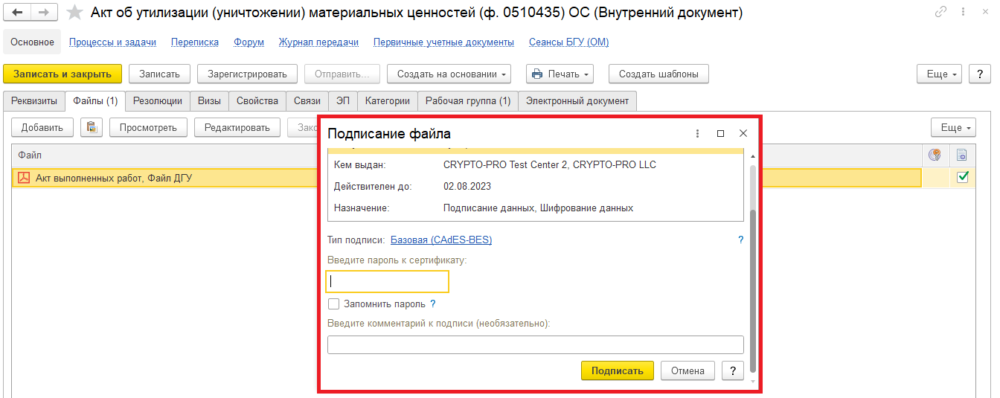 Акт об утилизации (уничтожении) материальных ценностей (ф. 0510435) ОС (Внутренний документ)
Основное Процессы и задачи Переписка Форум Журнал передачи Первичные учетные документы Сеансы БГУ (ОМ)
Записать и закрыть Записать Зарегистрировать Отправить... Создать на основании Печать Создать шаблоны Еще ?
Реквизиты Файлы (1) Резолюции Визы Свойства Связи ЭП Категории Рабочая группа (1) Электронный документ
Добавить Просмотреть Редактировать Зако Еще
Файл
Акт выполненных работ, Файл ДГУ
Подписание файла
Кем выдан: CRYPTO-PRO Test Center 2, CRYPTO-PRO LLC
Действителен до: 02.08.2023
Назначение: Подписание данных, Шифрование данных
Тип подписи: Базовая (CAdES-BES) ?
Введите пароль к сертификату:
Запомнить пароль ?
Введите комментарий к подписи (необязательно):
Подписать Отмена ?